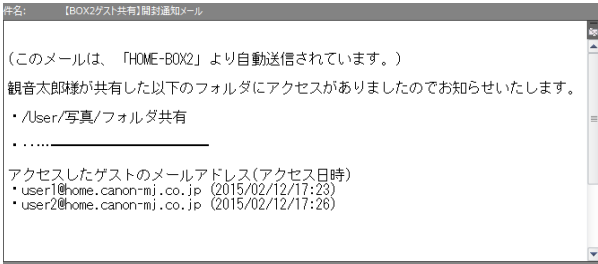 件名: 【BOX2ゲスト共有】開封通知メール
(このメールは、「HOME-BOX2」より自動送信されています。)
観音太郎様が共有した以下のフォルダにアクセスがありましたのでお知らせいたします。
・/User/写真/フォルダ共有
・‥‥━━━━━━━━━━━━━
アクセスしたゲストのメールアドレス(アクセス日時)
・user1@home.canon-mj.co.jp (2015/02/12/17:23)
・user2@home.canon-mj.co.jp (2015/02/12/17:26)